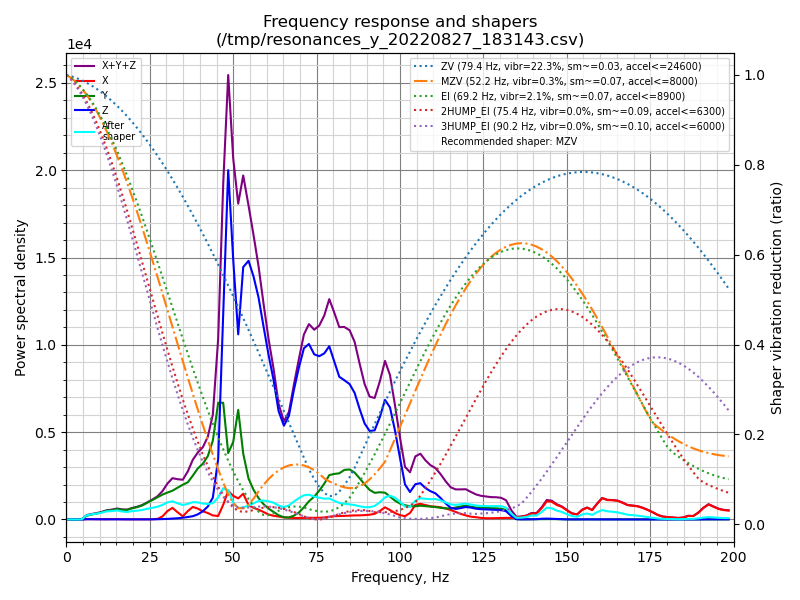 Frequency response and shapers
(/tmp/resonances_y_20220827_183143.csv)
1e4
X+Y+Z
X
Y
Z
After
shaper
ZV (79.4 Hz, vibr=22.3%, sm~=0.03, accel<=24600)
MZV (52.2 Hz, vibr=0.3%, sm~=0.07, accel<=8000)
EI (69.2 Hz, vibr=2.1%, sm~=0.07, accel<=8900)
2HUMP_EI (75.4 Hz, vibr=0.0%, sm~=0.09, accel<=6300)
3HUMP_EI (90.2 Hz, vibr=0.0%, sm~=0.10, accel<=6000)
Recommended shaper: MZV
2.5
2.0
1.5
1.0
0.5
0.0
Power spectral density
1.0
0.8
0.6
0.4
0.2
0.0
Shaper vibration reduction (ratio)
0 25 50 75 100 125 150 175 200
Frequency, Hz